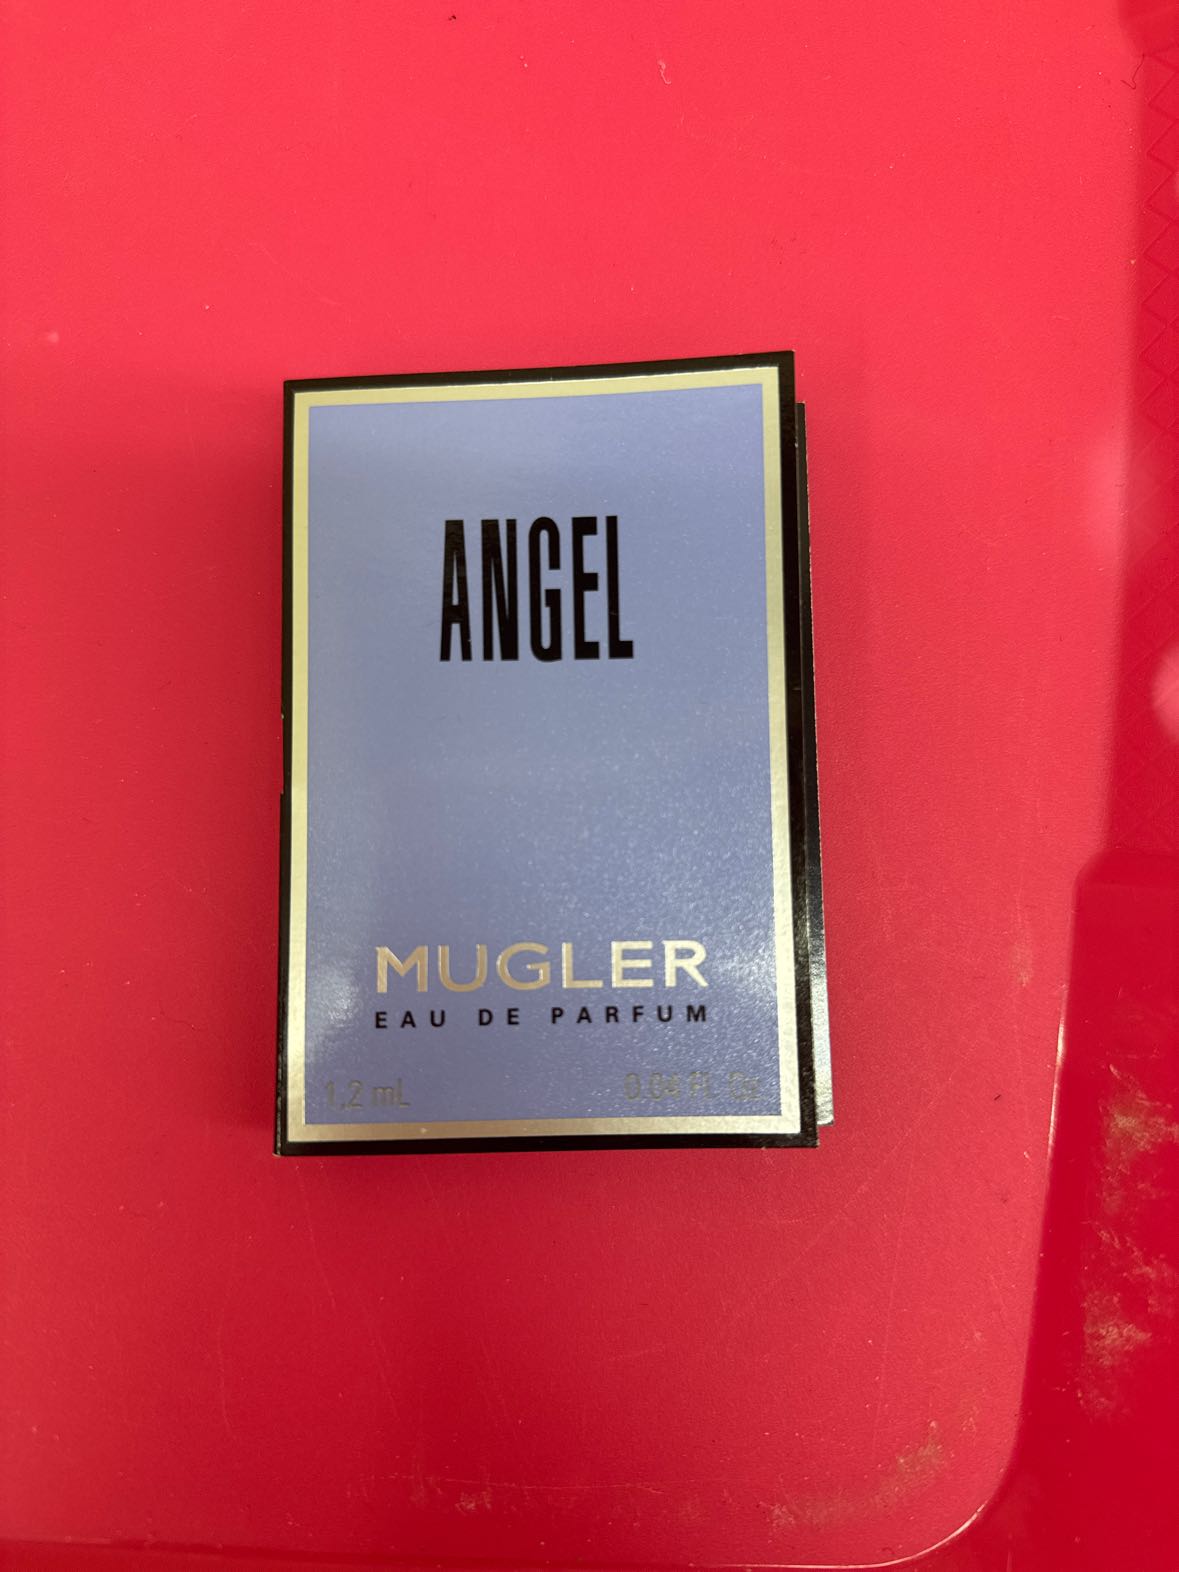 ANGEL
MUGLER
EAU DE PARFUM
1,2 mL 0.04 Fl. Oz.